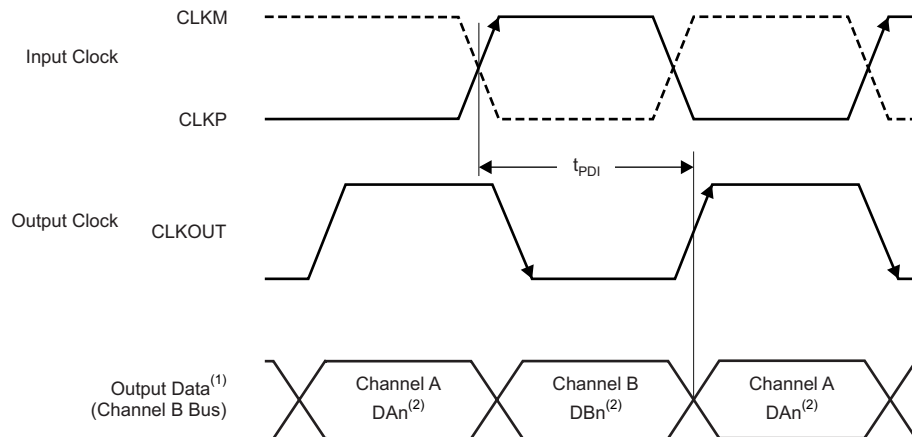 CLKM
Input Clock
CLKP
tPDI
Output Clock
CLKOUT
Output Data(1)
(Channel B Bus)
Channel A
DAn(2)
Channel B
DBn(2)
Channel A
DAn(2)